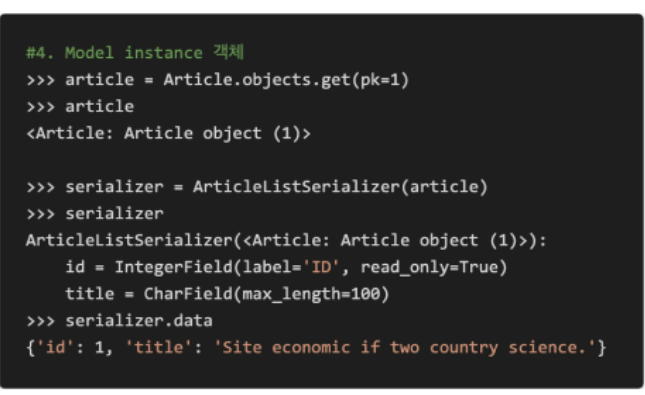 #4. Model instance 객체
>>> article = Article.objects.get(pk=1)
>>> article
<Article: Article object (1)>
>>> serializer = ArticleListSerializer(article)
>>> serializer
ArticleListSerializer(<Article: Article object (1)>):
    id = IntegerField(label='ID', read_only=True)
    title = CharField(max_length=100)
>>> serializer.data
{'id': 1, 'title': 'Site economic if two country science.'}